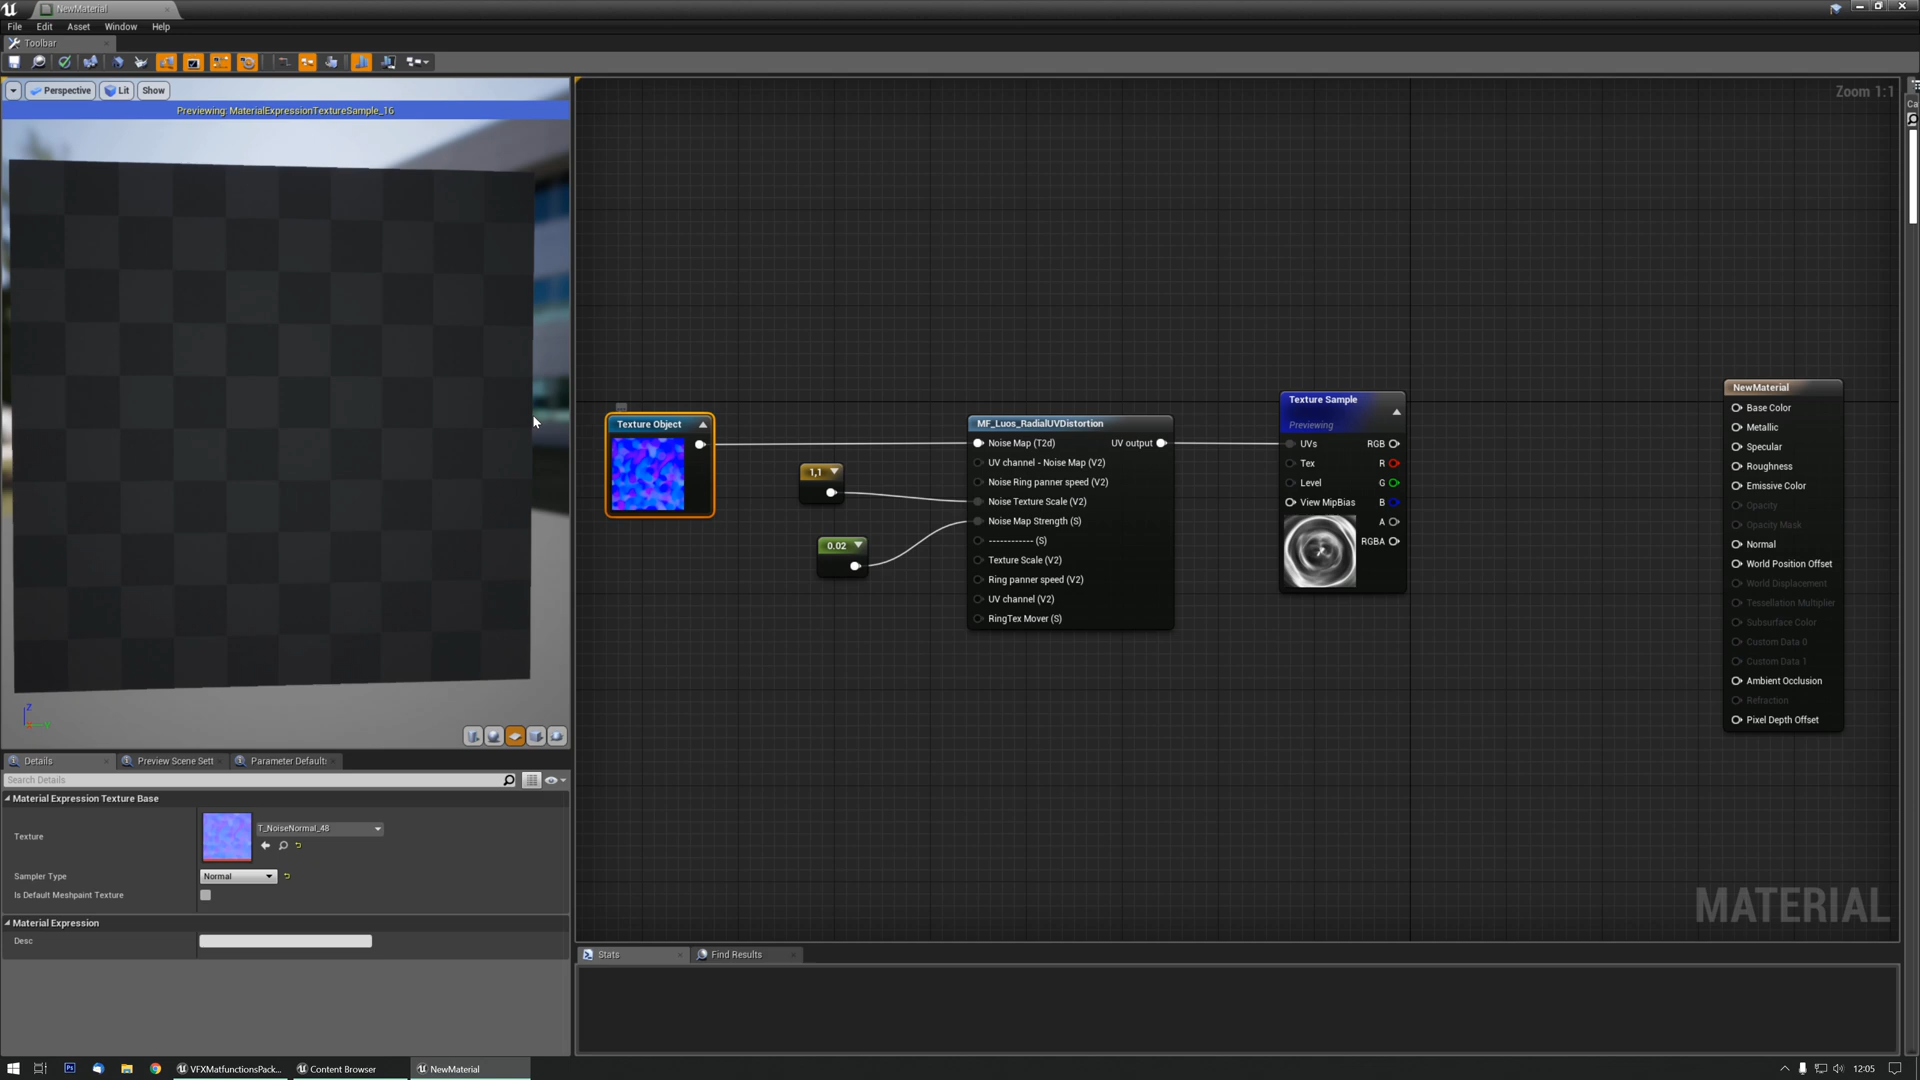 NewMaterial
File Edit Asset Window Help
Toolbar
Perspective Lit Show
Previewing: MaterialExpressionTextureSample_16
Zoom 1:1
Ca
Texture Object
1,1
0.02
MF_Luos_RadialUVDistortion
Noise Map (T2d) UV output
UV channel - Noise Map (V2)
Noise Ring panner speed (V2)
Noise Texture Scale (V2)
Noise Map Strength (S)
------------ (S)
Texture Scale (V2)
Ring panner speed (V2)
UV channel (V2)
RingTex Mover (S)
Texture Sample
Previewing
UVs RGB
Tex R
Level G
View MipBias B
A
RGBA
NewMaterial
Base Color
Metallic
Specular
Roughness
Emissive Color
Opacity
Opacity Mask
Normal
World Position Offset
World Displacement
Tessellation Multiplier
Subsurface Color
Custom Data 0
Custom Data 1
Ambient Occlusion
Refraction
Pixel Depth Offset
MATERIAL
Z
Details Preview Scene Sett Parameter Defaults
Search Details
Material Expression Texture Base
Texture T_NoiseNormal_48
Sampler Type Normal
Is Default Meshpaint Texture
Material Expression
Desc
Stats Find Results
VFXMatfunctionsPack... Content Browser NewMaterial 12:05